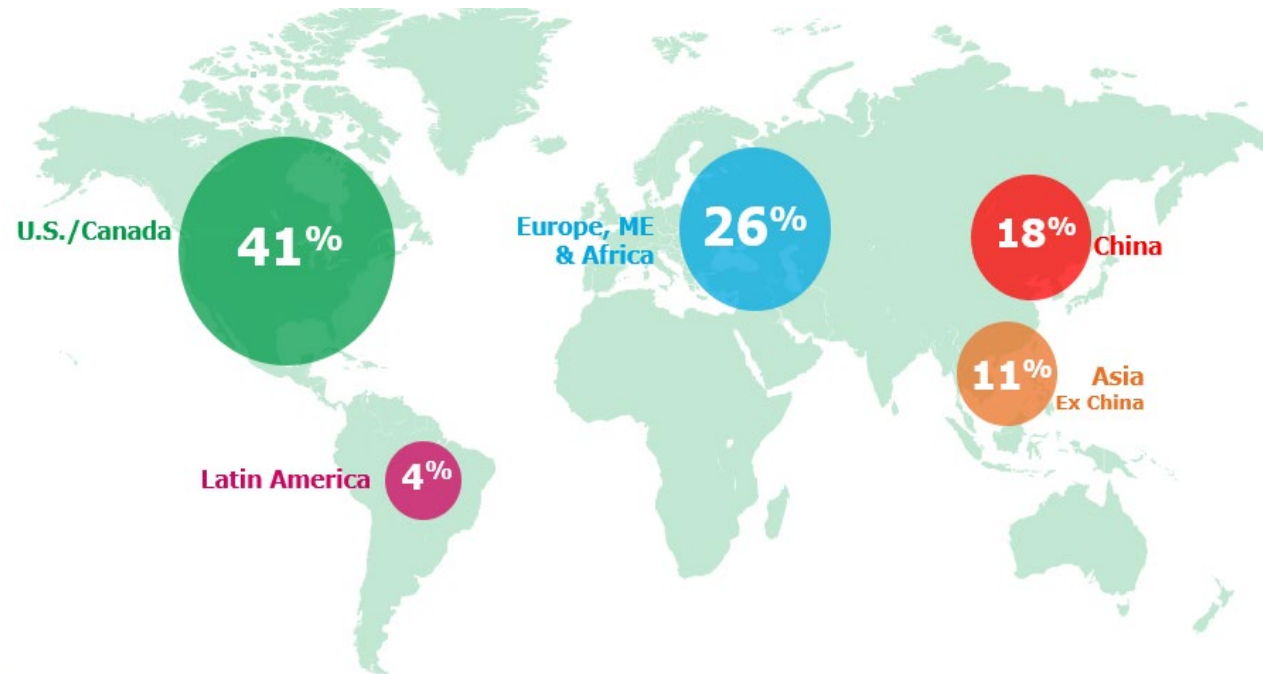 U.S./Canada
41%
Europe, ME
& Africa
26%
18%
China
11%
Asia
Ex China
Latin America
4%